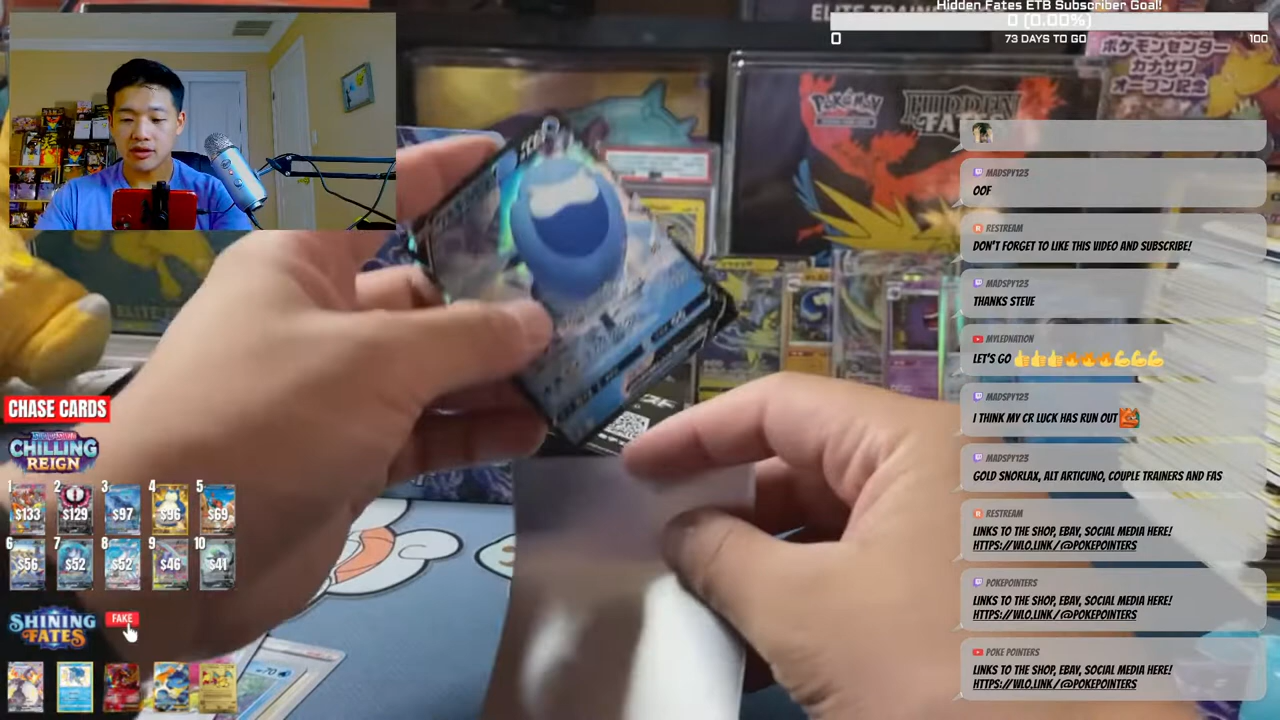 Hidden Fates ETB Subscriber Goal!
0 (0.00%)
0
73 DAYS TO GO
100
ELITE TRAINER
ポケモンセンター
カナザワ
オープン記念
POKÉMON
HIDDEN
FATES
MADSPY123
OOF
RESTREAM
DON'T FORGET TO LIKE THIS VIDEO AND SUBSCRIBE!
MADSPY123
THANKS STEVE
MYLEDNATION
LET'S GO 👍👍👍🔥🔥🔥💪💪💪
MADSPY123
I THINK MY CR LUCK HAS RUN OUT
MADSPY123
GOLD SNORLAX, ALT ARTICUNO, COUPLE TRAINERS AND FAS
RESTREAM
LINKS TO THE SHOP, EBAY, SOCIAL MEDIA HERE!
HTTPS://WLO.LINK/@POKEPOINTERS
POKEPOINTERS
LINKS TO THE SHOP, EBAY, SOCIAL MEDIA HERE!
HTTPS://WLO.LINK/@POKEPOINTERS
POKE POINTERS
LINKS TO THE SHOP, EBAY, SOCIAL MEDIA HERE!
HTTPS://WLO.LINK/@POKEPOINTERS
CHASE CARDS
CHILLING
REIGN
1 2 3 4 5
$133 $129 $97 $96 $69
6 7 8 9 10
$56 $52 $52 $46 $41
SHINING
FATES
FAKE
70